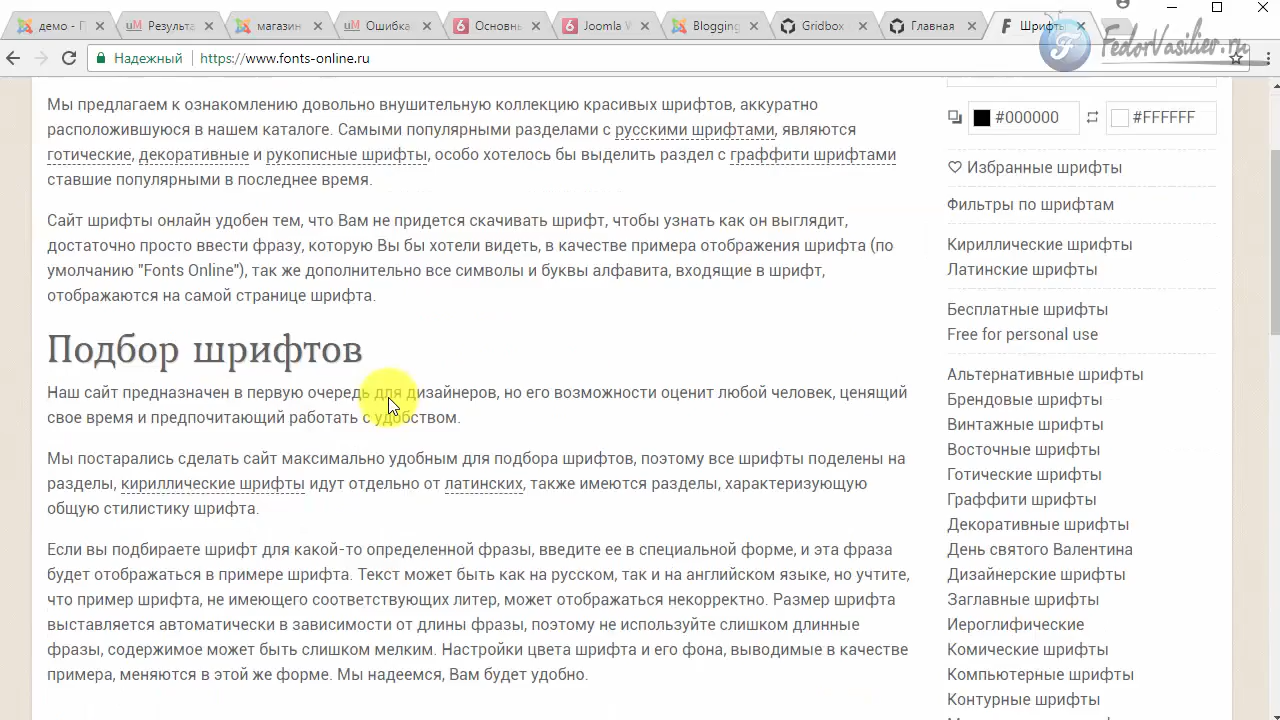 демо - Г
Результа
магазин
Ошибка
Основн
Joomla W
Blogging
Gridbox
Главная
Шрифты
FedorVasiliev.ru
Надежный
https://www.fonts-online.ru
Мы предлагаем к ознакомлению довольно внушительную коллекцию красивых шрифтов, аккуратно
расположившуюся в нашем каталоге. Самыми популярными разделами с русскими шрифтами, являются
готические, декоративные и рукописные шрифты, особо хотелось бы выделить раздел с граффити шрифтами
ставшие популярными в последнее время.
Сайт шрифты онлайн удобен тем, что Вам не придется скачивать шрифт, чтобы узнать как он выглядит,
достаточно просто ввести фразу, которую Вы бы хотели видеть, в качестве примера отображения шрифта (по
умолчанию "Fonts Online"), так же дополнительно все символы и буквы алфавита, входящие в шрифт,
отображаются на самой странице шрифта.
Подбор шрифтов
Наш сайт предназначен в первую очередь для дизайнеров, но его возможности оценит любой человек, ценящий
свое время и предпочитающий работать с удобством.
Мы постарались сделать сайт максимально удобным для подбора шрифтов, поэтому все шрифты поделены на
разделы, кириллические шрифты идут отдельно от латинских, также имеются разделы, характеризующую
общую стилистику шрифта.
Если вы подбираете шрифт для какой-то определенной фразы, введите ее в специальной форме, и эта фраза
будет отображаться в примере шрифта. Текст может быть как на русском, так и на английском языке, но учтите,
что пример шрифта, не имеющего соответствующих литер, может отображаться некорректно. Размер шрифта
выставляется автоматически в зависимости от длины фразы, поэтому не используйте слишком длинные
фразы, содержимое может быть слишком мелким. Настройки цвета шрифта и его фона, выводимые в качестве
примера, меняются в этой же форме. Мы надеемся, Вам будет удобно.
#000000
#FFFFFF
Избранные шрифты
Фильтры по шрифтам
Кириллические шрифты
Латинские шрифты
Бесплатные шрифты
Free for personal use
Альтернативные шрифты
Брендовые шрифты
Винтажные шрифты
Восточные шрифты
Готические шрифты
Граффити шрифты
Декоративные шрифты
День святого Валентина
Дизайнерские шрифты
Заглавные шрифты
Иероглифические
Комические шрифты
Компьютерные шрифты
Контурные шрифты